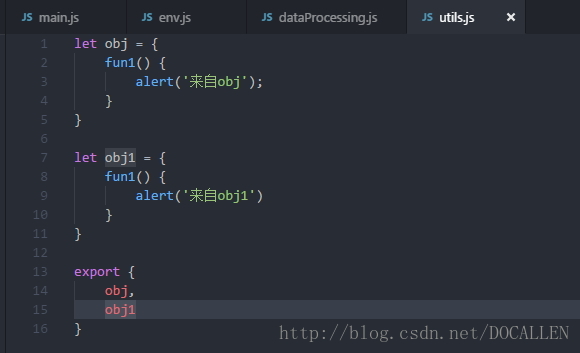 JS main.js JS env.js JS dataProcessing.js JS utils.js ×
1 let obj = {
2 fun1() {
3 alert('来自obj');
4 }
5 }
6
7 let obj1 = {
8 fun1() {
9 alert('来自obj1')
10 }
11 }
12
13 export {
14 obj,
15 obj1
16 }
http://blog.csdn.net/DOCALLEN